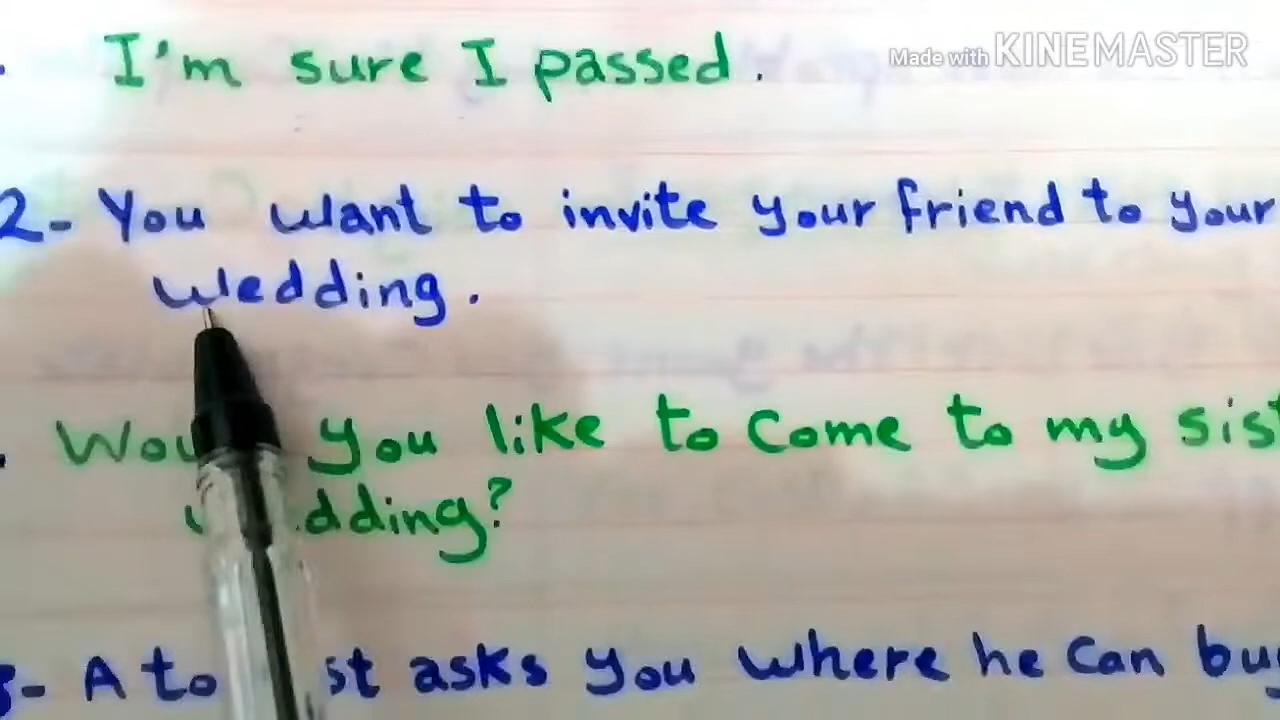 I'm sure I passed.
Made with KINEMASTER
2- You want to invite your friend to your
wedding.
you like to come to my
?
- A asks you where he can